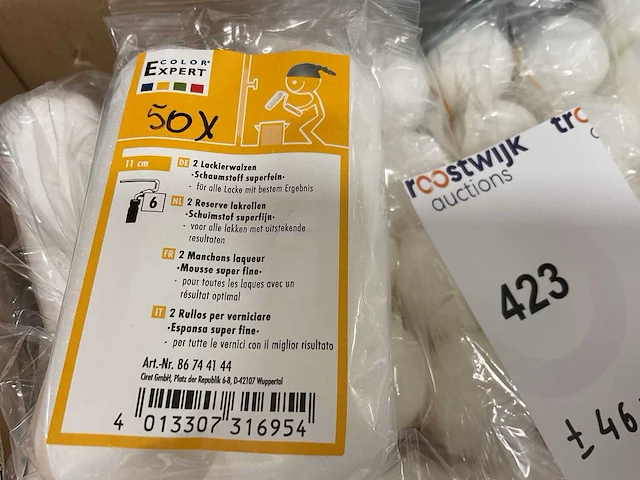 COLOR+
EXPERT
50X
11 cm
6
DE 2 Lackierwalzen
•Schaumstoff superfein•
- für alle Lacke mit bestem Ergebnis
NL 2 Reserve lakrollen
•Schuimstof superfijn•
- voor alle lakken met uitstekende
resultaten
FR 2 Manchons laqueur
•Mousse super fine•
- pour toutes les laques avec un
résultat optimal
IT 2 Rullos per verniciare
•Espansa super fine•
- per tutte le vernici con il miglior risultato
Art.-Nr. 86 74 41 44
Ciret GmbH, Platz der Republik 6-8, D-42107 Wuppertal
4 013307 316954
roostwijk
auctions
423
± 46